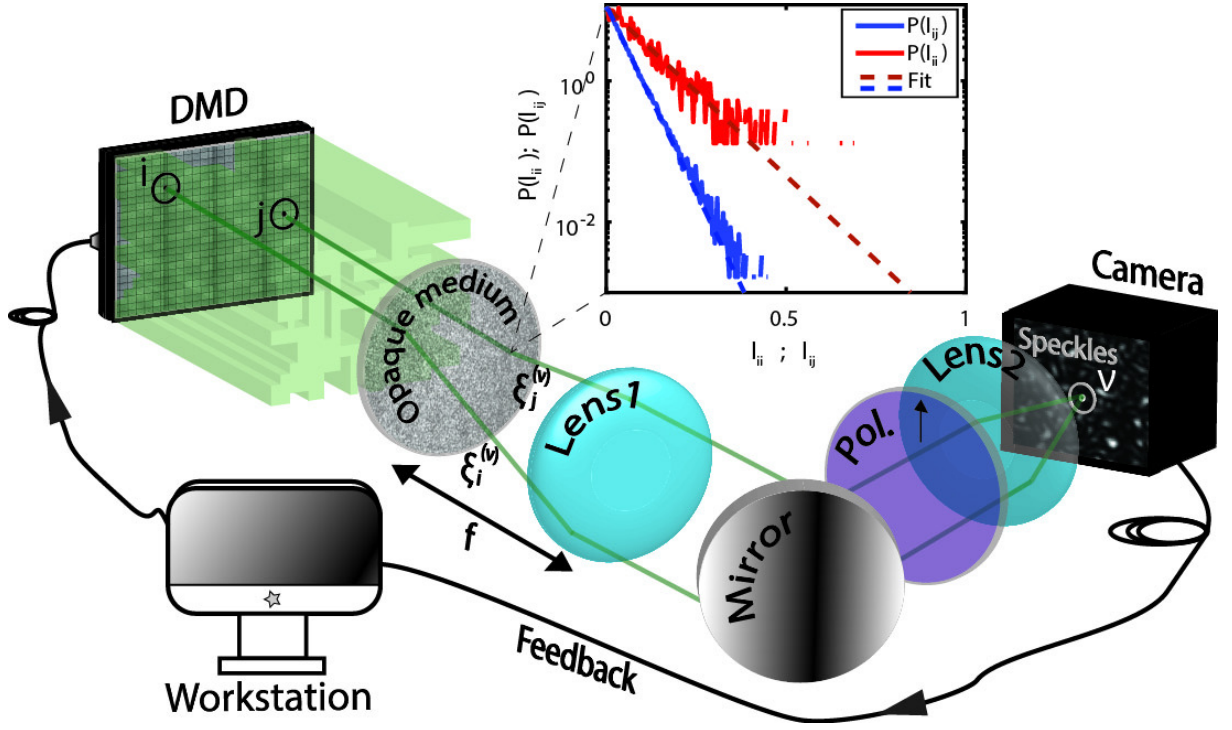 DMD
i
j
Opaque medium
ξ_j^(ν)
ξ_i^(ν)
f
Lens1
Mirror
Pol.
Lens2
Camera
Speckles
ν
Feedback
Workstation
P(I_ij)
P(I_ii)
Fit
P(I_ii); P(I_ij)
10^0
10^-2
0
0.5
1
I_ii ; I_ij